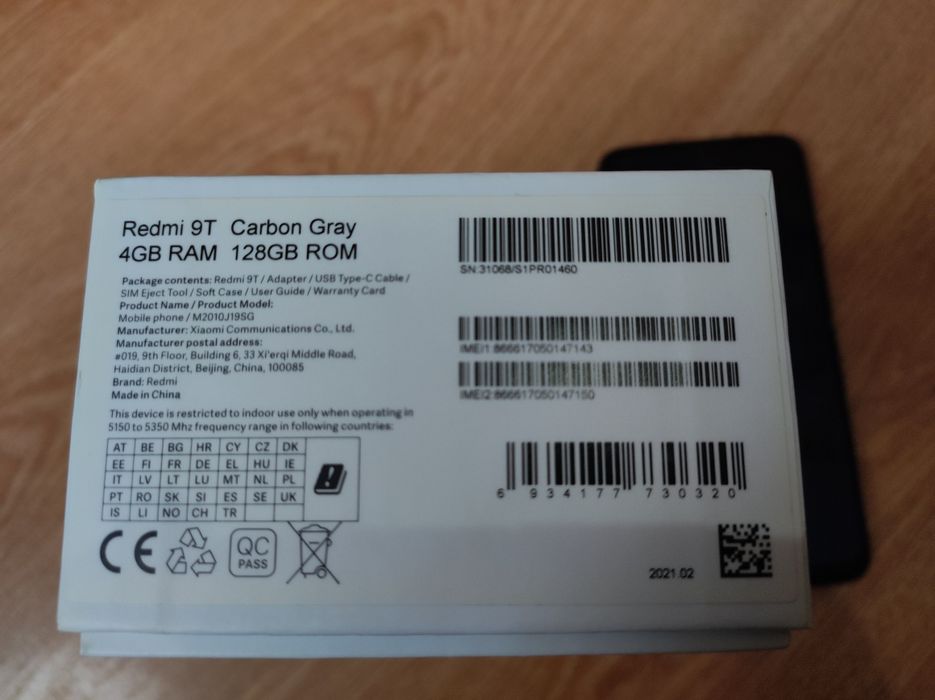 Redmi 9T Carbon Gray
4GB RAM 128GB ROM
Package contents: Redmi 9T / Adapter / USB Type-C Cable /
SIM Eject Tool / Soft Case / User Guide / Warranty Card
Product Name / Product Model:
Mobile phone / M2010J19SG
Manufacturer: Xiaomi Communications Co., Ltd.
Manufacturer postal address:
#019, 9th Floor, Building 6, 33 Xi'erqi Middle Road,
Haidian District, Beijing, China, 100085
Brand: Redmi
Made in China
This device is restricted to indoor use only when operating in
5150 to 5350 Mhz frequency range in following countries:
AT BE BG HR CY CZ DK
EE FI FR DE EL HU IE
IT LV LT LU MT NL PL
PT RO SK SI ES SE UK
IS LI NO CH TR
CE
QC
PASS
SN:31068/S1PR01460
IMEI1:866617050147143
IMEI2:866617050147150
6 934177 730320
2021.02